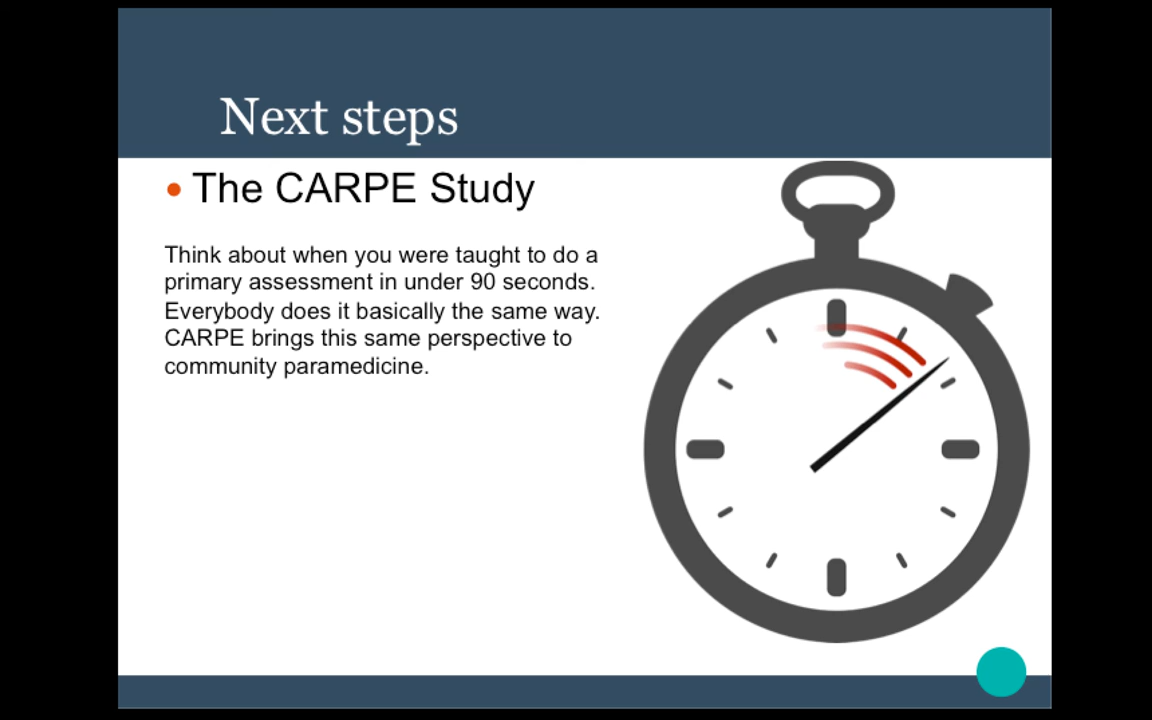 Next steps
• The CARPE Study
Think about when you were taught to do a
primary assessment in under 90 seconds.
Everybody does it basically the same way.
CARPE brings this same perspective to
community paramedicine.